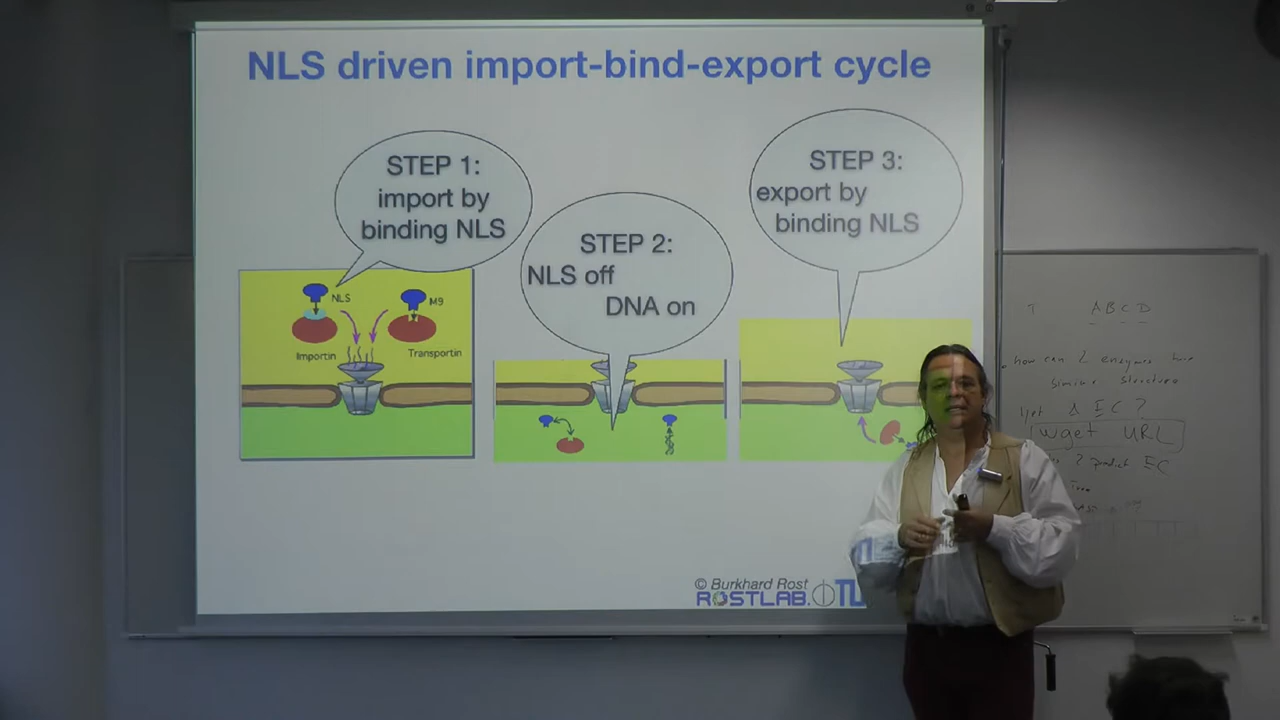 NLS driven import-bind-export cycle
STEP 1:
import by
binding NLS
STEP 2:
NLS off
DNA on
STEP 3:
export by
binding NLS
NLS
M9
Importin
Transportin
© Burkhard Rost
ROSTLAB.
T A B C D
how can 2 enzymes have
similar structure
yet Δ EC ?
wget URL
? predict EC